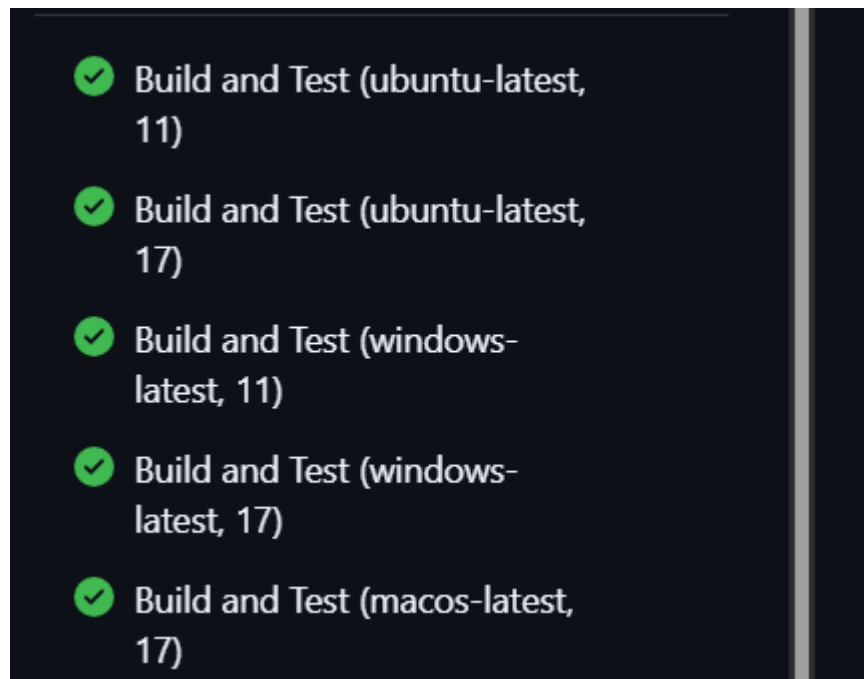 Build and Test (ubuntu-latest,
11)
Build and Test (ubuntu-latest,
17)
Build and Test (windows-
latest, 11)
Build and Test (windows-
latest, 17)
Build and Test (macos-latest,
17)